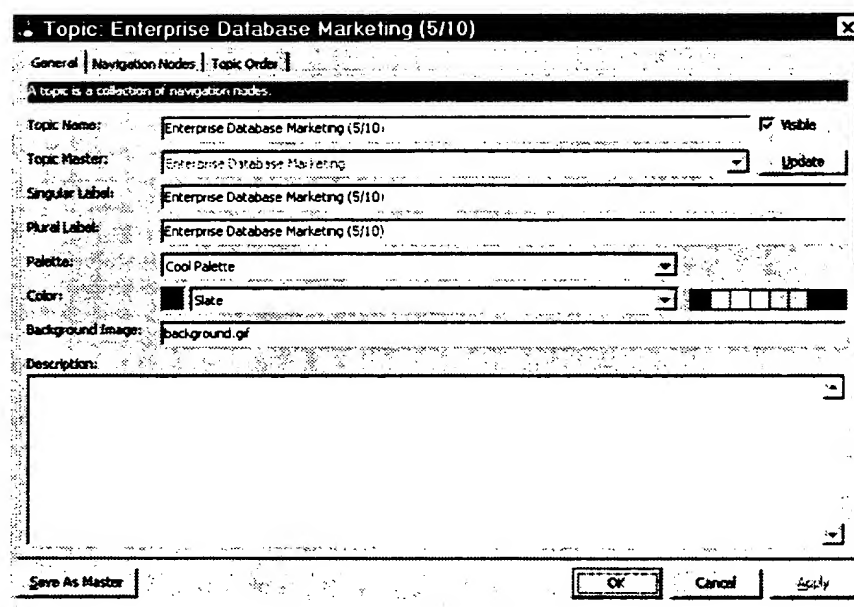 Topic: Enterprise Database Marketing (5/10)
General Navigation Nodes Topic Order
A topic is a collection of navigation nodes.
Topic Name: Enterprise Database Marketing (5/10) Visible
Topic Master: Enterprise Database Marketing Update
Singular Label: Enterprise Database Marketing (5/10)
Plural Label: Enterprise Database Marketing (5/10)
Palette: Cool Palette
Color: Slate
Background Image: background.gif
Description:
Save As Master OK Cancel Apply